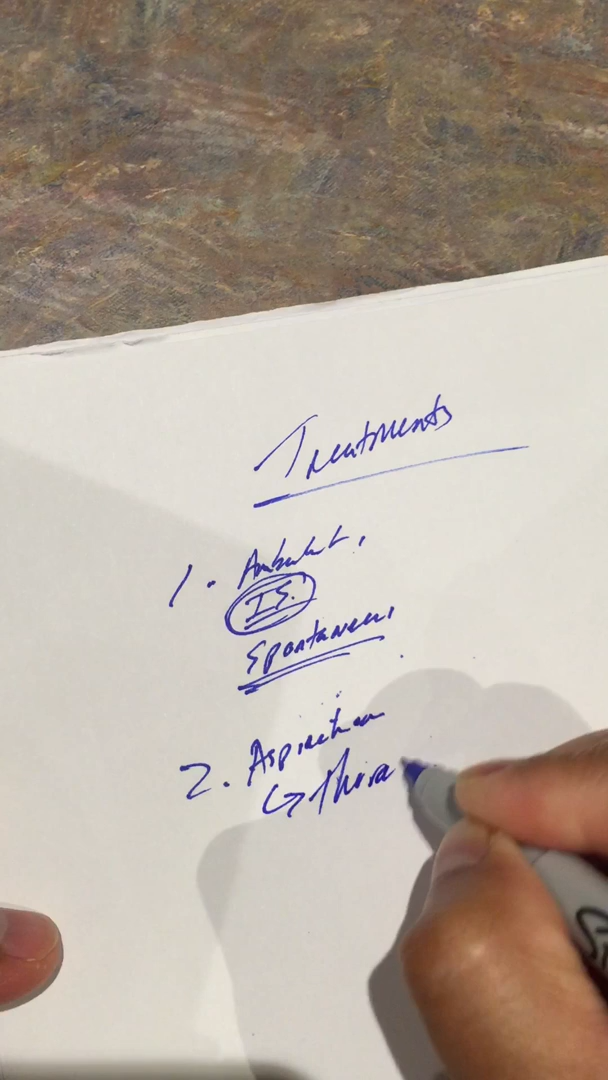 Treatments
1. Ambulat,
I.S.
Spontaneous
2. Aspiration
↳ Thora